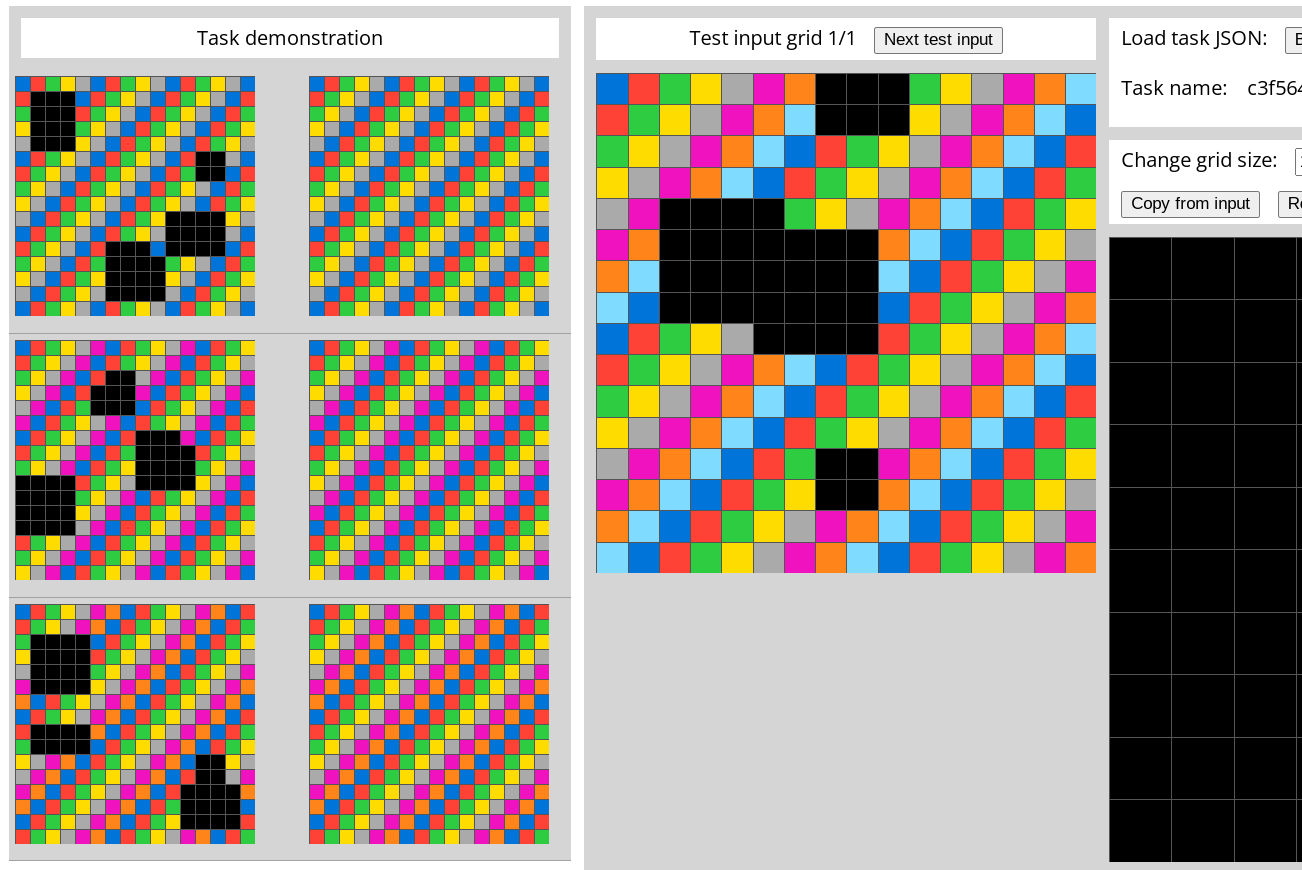 Task demonstration
Test input grid 1/1
Next test input
Load task JSON:
Task name: c3f564
Change grid size:
Copy from input